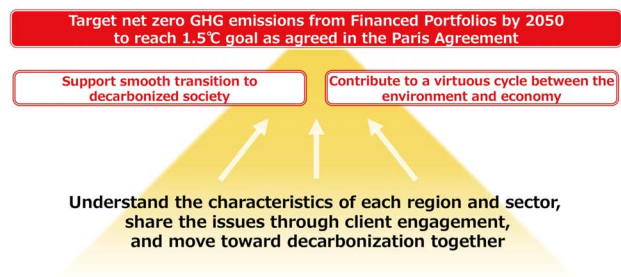 Target net zero GHG emissions from Financed Portfolios by 2050
to reach 1.5℃ goal as agreed in the Paris Agreement
Support smooth transition to
decarbonized society
Contribute to a virtuous cycle between the
environment and economy
Understand the characteristics of each region and sector,
share the issues through client engagement,
and move toward decarbonization together